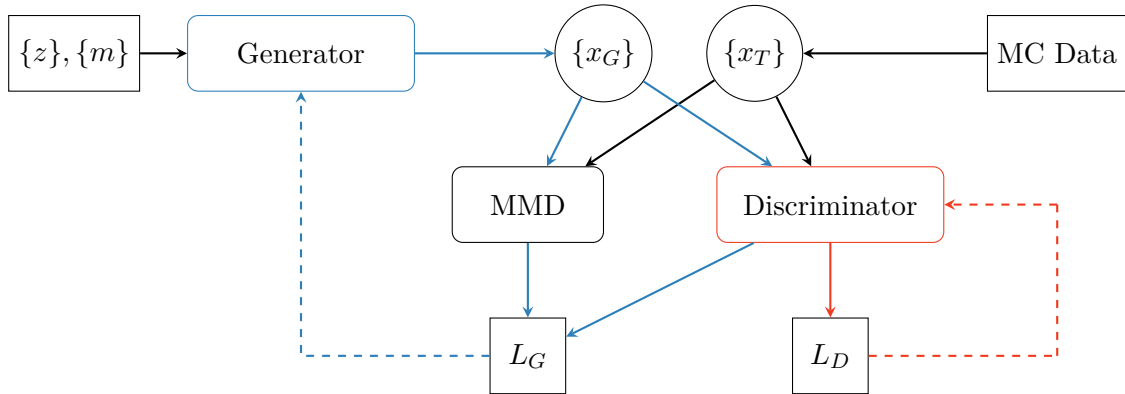 {z}, {m}
Generator
{x_G}
{x_T}
MC Data
MMD
Discriminator
L_G
L_D